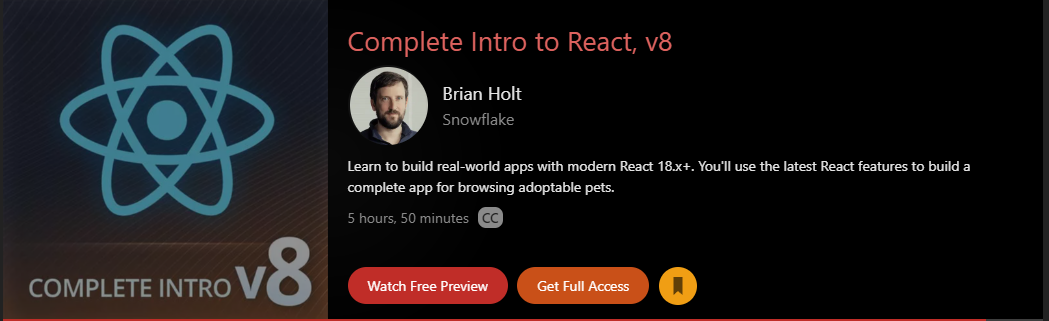 Complete Intro to React, v8
Brian Holt
Snowflake
Learn to build real-world apps with modern React 18.x+. You'll use the latest React features to build a
complete app for browsing adoptable pets.
5 hours, 50 minutes CC
COMPLETE INTRO v8
Watch Free Preview Get Full Access